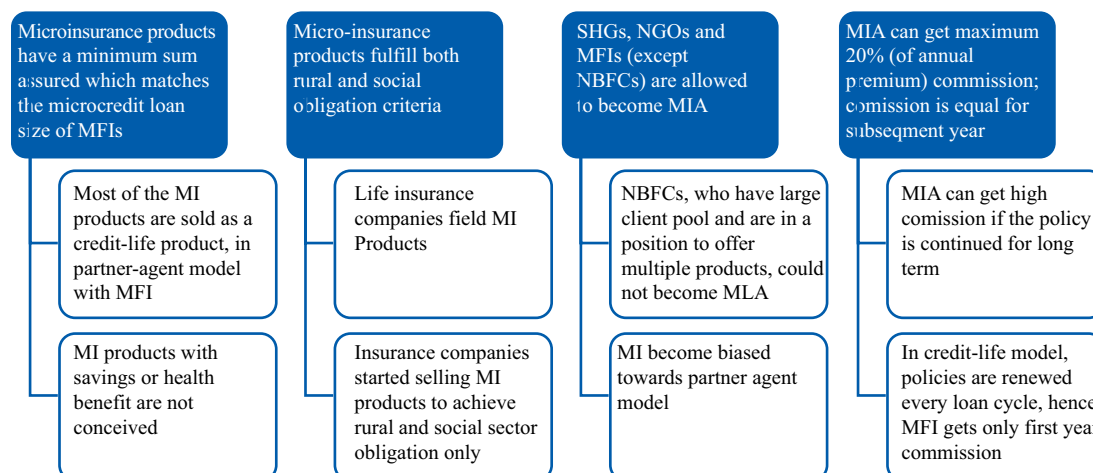 Microinsurance products
have a minimum sum
assured which matches
the microcredit loan
size of MFIs
Most of the MI
products are sold as a
credit-life product, in
partner-agent model
with MFI
MI products with
savings or health
benefit are not
conceived
Micro-insurance
products fulfill both
rural and social
obligation criteria
Life insurance
companies field MI
Products
Insurance companies
started selling MI
products to achieve
rural and social sector
obligation only
SHGs, NGOs and
MFIs (except
NBFCs) are allowed
to become MIA
NBFCs, who have large
client pool and are in a
position to offer
multiple products, could
not become MLA
MI become biased
towards partner agent
model
MIA can get maximum
20% (of annual
premium) commission;
comission is equal for
subseqment year
MIA can get high
comission if the policy
is continued for long
term
In credit-life model,
policies are renewed
every loan cycle, hence
MFI gets only first year
commission